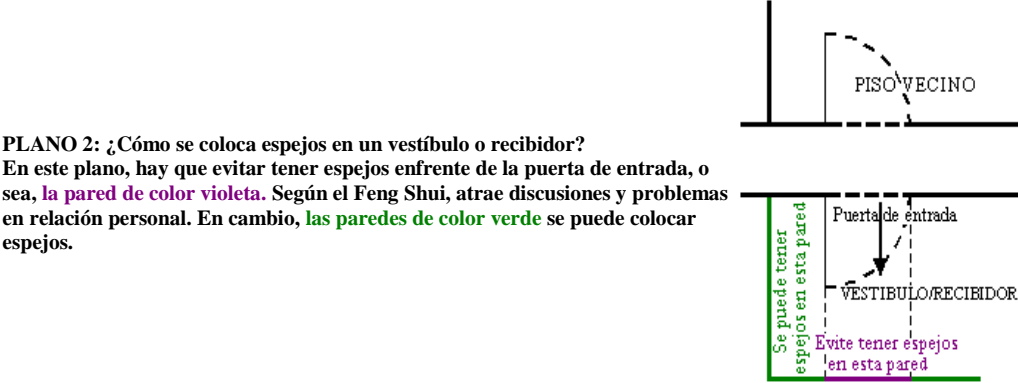 PISO VECINO
PLANO 2: ¿Cómo se coloca espejos en un vestíbulo o recibidor?
En este plano, hay que evitar tener espejos enfrente de la puerta de entrada, o
sea, la pared de color violeta. Según el Feng Shui, atrae discusiones y problemas
en relación personal. En cambio, las paredes de color verde se puede colocar
espejos.
Puerta de entrada
Se puede tener
espejos en esta pared
VESTIBULO/RECIBIDOR
Evite tener espejos
en esta pared